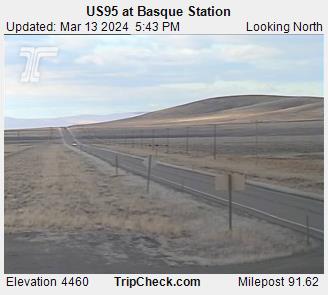 US95 at Basque Station
Updated: Mar 13 2024 5:43 PM Looking North
Elevation 4460 TripCheck.com Milepost 91.62